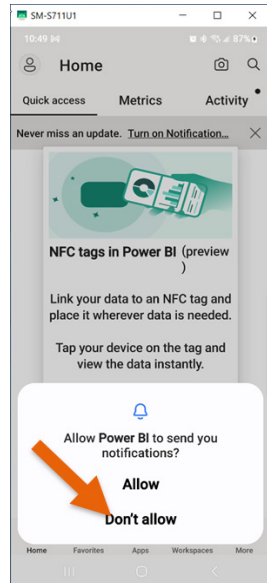 SM-S711U1
10:49
87%
Home
Quick access Metrics Activity
Never miss an update. Turn on Notification...
NFC tags in Power BI (preview
)
Link your data to an NFC tag and
place it wherever data is needed.
Tap your device on the tag and
view the data instantly.
Allow Power BI to send you
notifications?
Allow
Don't allow
Home Favorites Apps Workspaces More